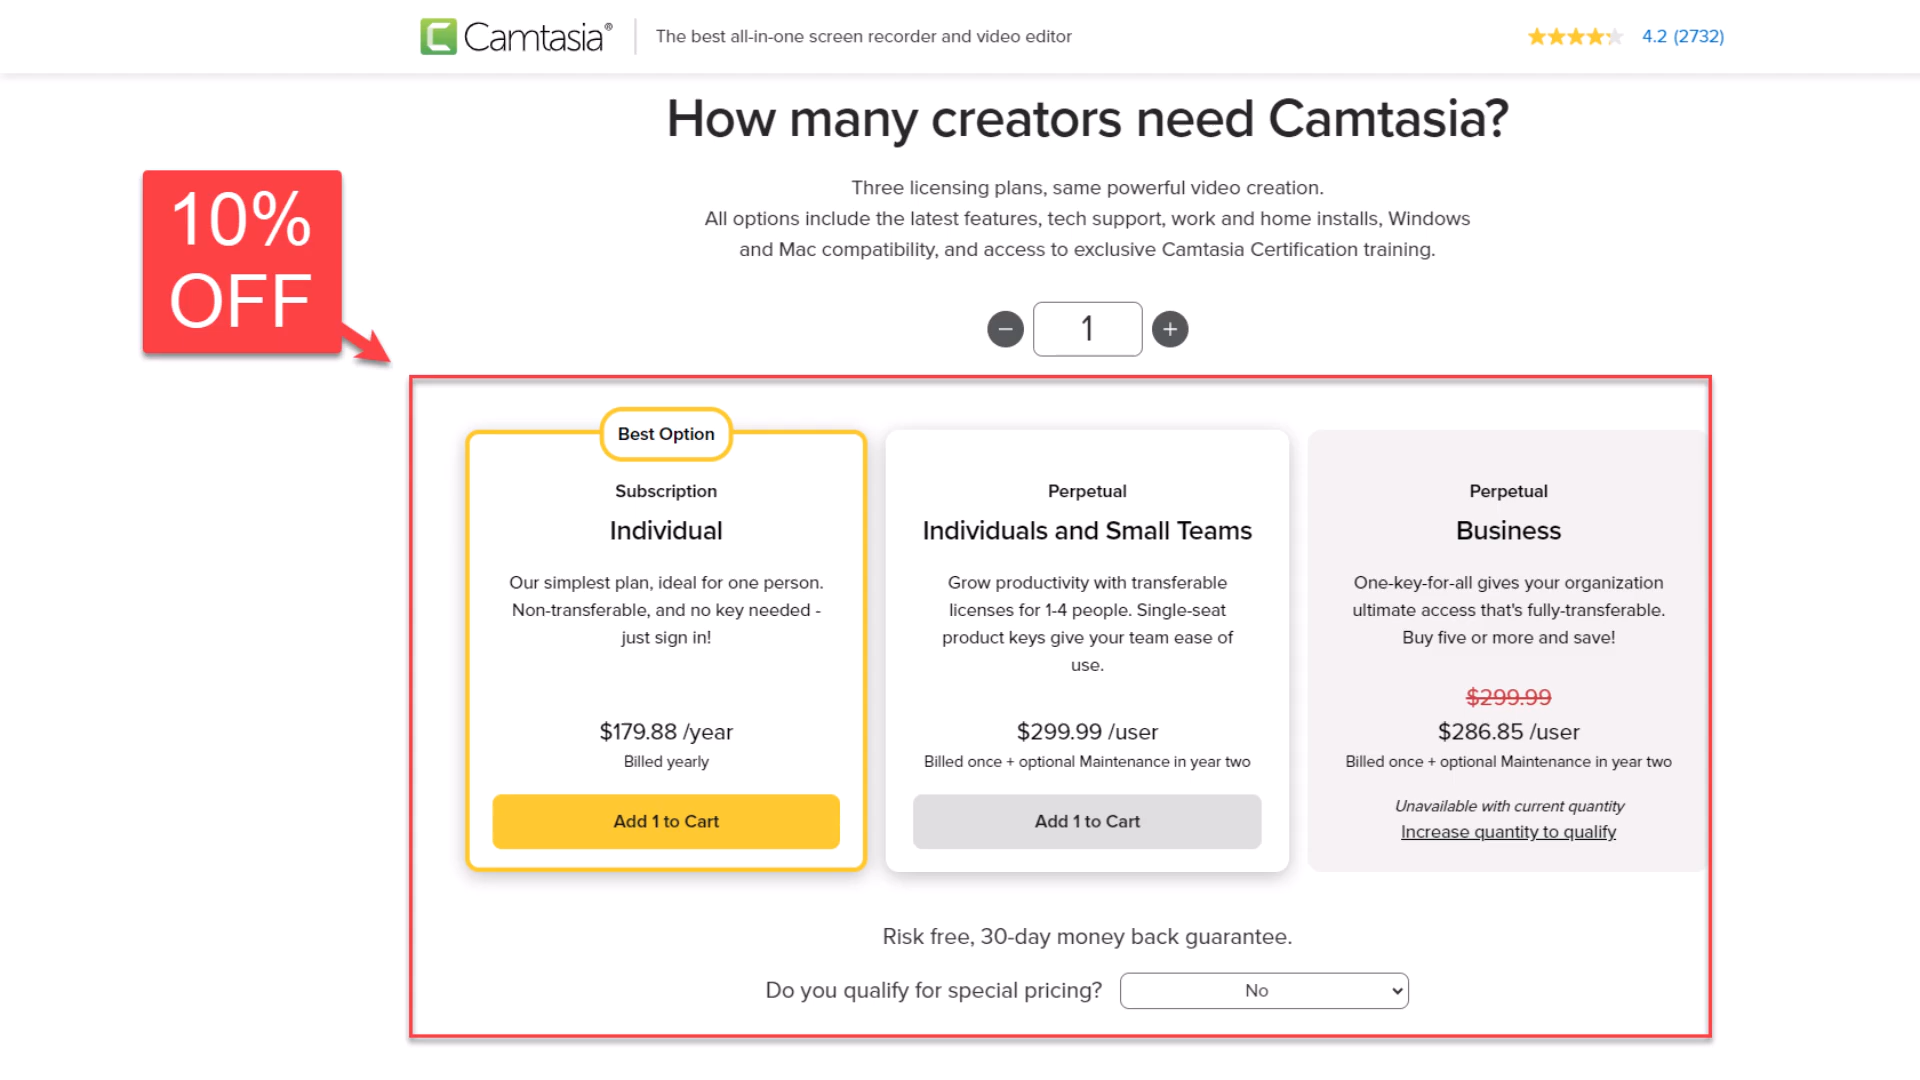 Camtasia®
The best all-in-one screen recorder and video editor
4.2 (2732)
How many creators need Camtasia?
10%
OFF
Three licensing plans, same powerful video creation.
All options include the latest features, tech support, work and home installs, Windows
and Mac compatibility, and access to exclusive Camtasia Certification training.
1
Best Option
Subscription
Individual
Our simplest plan, ideal for one person.
Non-transferable, and no key needed -
just sign in!
$179.88 /year
Billed yearly
Add 1 to Cart
Perpetual
Individuals and Small Teams
Grow productivity with transferable
licenses for 1-4 people. Single-seat
product keys give your team ease of
use.
$299.99 /user
Billed once + optional Maintenance in year two
Add 1 to Cart
Perpetual
Business
One-key-for-all gives your organization
ultimate access that's fully-transferable.
Buy five or more and save!
$299.99
$286.85 /user
Billed once + optional Maintenance in year two
Unavailable with current quantity
Increase quantity to qualify
Risk free, 30-day money back guarantee.
Do you qualify for special pricing?
No